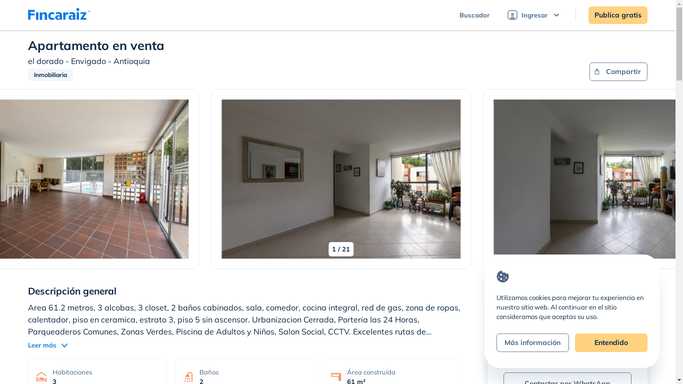 Fincaraiz
Buscador
Ingresar
Publica gratis
Apartamento en venta
el dorado - Envigado - Antioquia
Inmobiliaria
Compartir
1 / 21
Descripción general
Area 61.2 metros, 3 alcobas, 3 closet, 2 baños cabinados, sala, comedor, cocina integral, red de gas, zona de ropas,
calentador, piso en ceramica, estrato 3, piso 5 sin ascensor. Urbanizacion Cerrada, Porteria las 24 Horas,
Parqueaderos Comunes, Zonas Verdes, Piscina de Adultos y Niños, Salon Social, CCTV. Excelentes rutas de...
Leer más
Habitaciones
3
Baños
2
Área construida
61 m²
Utilizamos cookies para mejorar tu experiencia en
nuestro sitio web. Al continuar en el sitio
consideramos que aceptas su uso.
Más información
Entendido
Contactar por WhatsApp